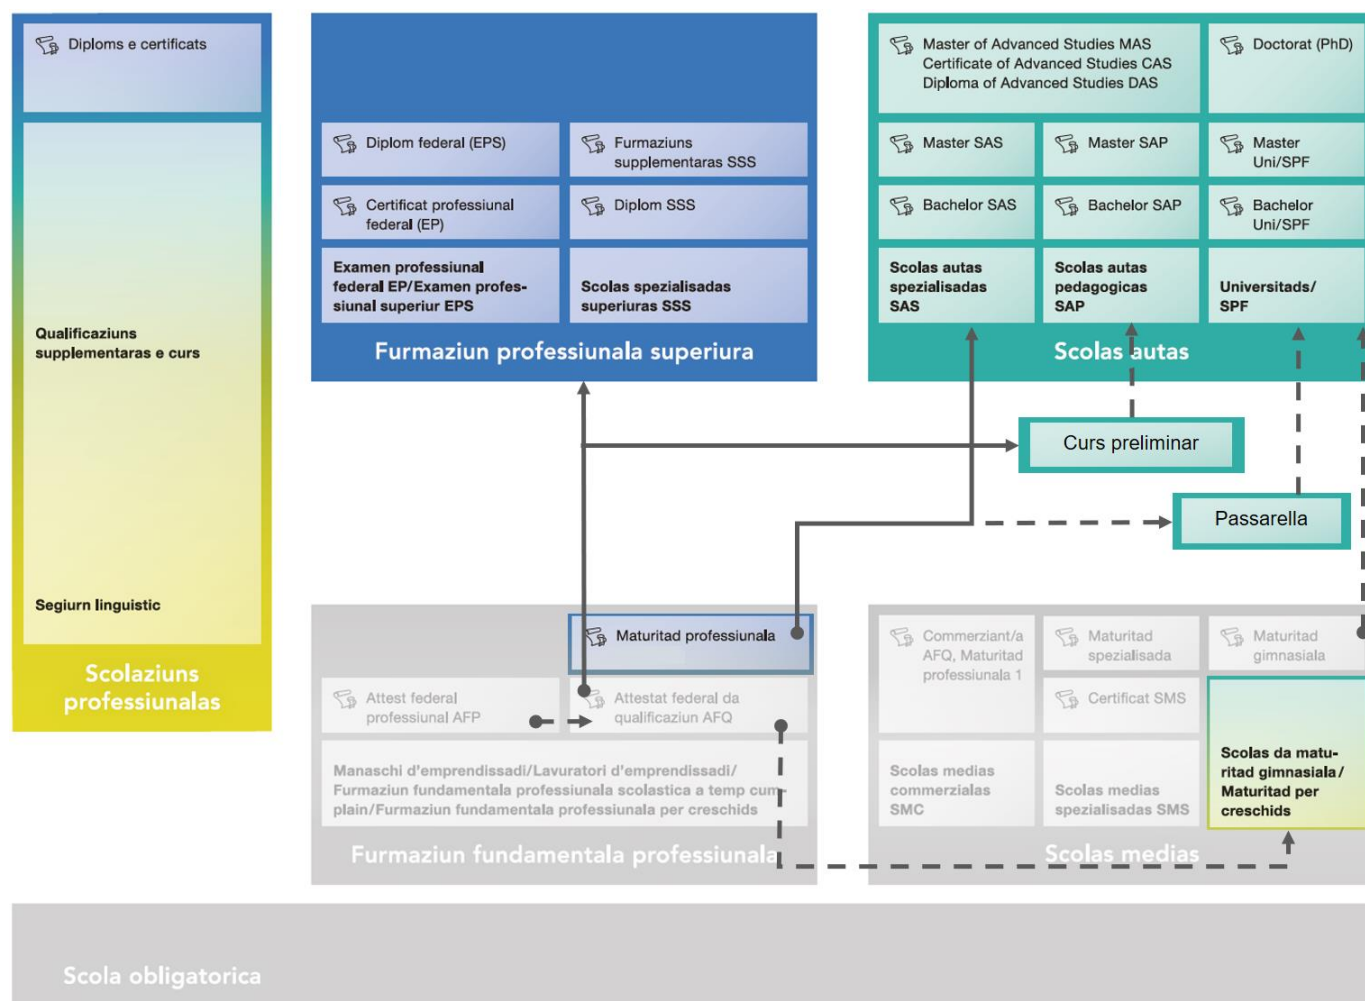 Diploms e certificats
Qualificaziuns
supplementaras e curs
Segiurn linguistic
Scolaziuns
professiunalas
Diplom federal (EPS)
Furmaziuns
supplementaras SSS
Certificat professional
federal (EP)
Diplom SSS
Examen professiunal
federal EP/Examen profes-
siunal superiur EPS
Scolas spezialisadas
superiuras SSS
Furmaziun professiunala superiura
Master of Advanced Studies MAS
Certificate of Advanced Studies CAS
Diploma of Advanced Studies DAS
Doctorat (PhD)
Master SAS
Master SAP
Master
Uni/SPF
Bachelor SAS
Bachelor SAP
Bachelor
Uni/SPF
Scolas autas
spezialisadas
SAS
Scolas autas
pedagogicas
SAP
Universitads/
SPF
Scolas autas
Curs preliminar
Passarella
Maturitad professiunala
Attest federal
professional AFP
Attestat federal da
qualificaziun AFQ
Manaschi d'emprendissadi/Lavuratori d'emprendissadi/
Furmaziun fundamentala professiunala scolastica a temp cum-
plain/Furmaziun fundamentala professiunala per creschids
Furmaziun fundamentala professiunala
Commerziant/a
AFQ, Maturitad
professiunala 1
Maturitad
spezialisada
Maturitad
gimnasiala
Certificat SMS
Scolas medias
commerzialas
SMC
Scolas medias
spezialisadas SMS
Scolas da matu-
ritad gimnasiala/
Maturitad per
creschids
Scolas medias
Scola obligatorica